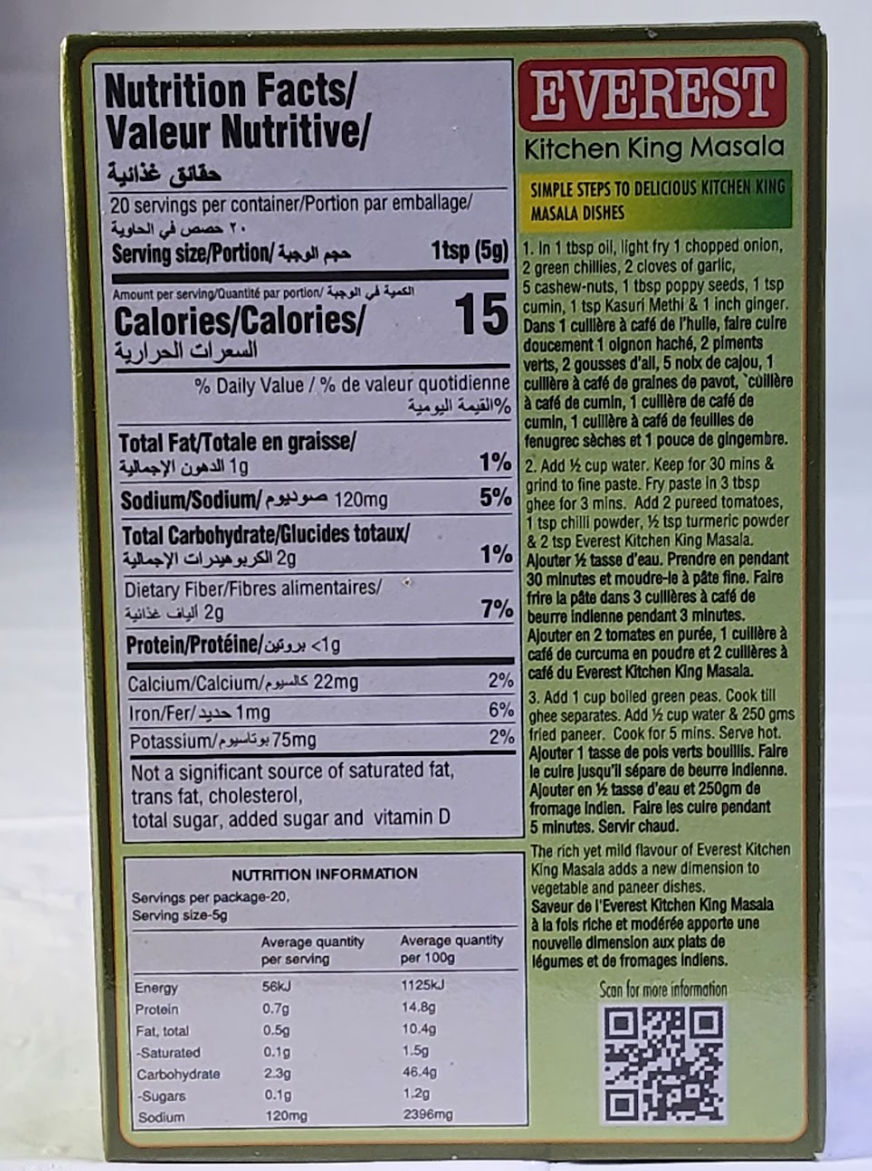 Nutrition Facts/
Valeur Nutritive/
حقائق غذائية
20 servings per container/Portion par emballage/
٢٠ حصص في الحاوية
Serving size/Portion/ حجم الوجبة 1tsp (5g)
Amount per serving/Quantité par portion/ الكمية في الوجبة
Calories/Calories/ 15
السعرات الحرارية
% Daily Value / % de valeur quotidienne
%القيمة اليومية
Total Fat/Totale en graisse/
الدهون الإجمالية 1g 1%
Sodium/Sodium/ صوديوم 120mg 5%
Total Carbohydrate/Glucides totaux/
الكربوهيدرات الإجمالية 2g 1%
Dietary Fiber/Fibres alimentaires/
ألياف غذائية 2g 7%
Protein/Protéine/ بروتين <1g
Calcium/Calcium/ كالسيوم 22mg 2%
Iron/Fer/ حديد 1mg 6%
Potassium/ بوتاسيوم 75mg 2%
Not a significant source of saturated fat,
trans fat, cholesterol,
total sugar, added sugar and vitamin D
NUTRITION INFORMATION
Servings per package-20,
Serving size-5g
Average quantity Average quantity
per serving per 100g
Energy 56kJ 1125kJ
Protein 0.7g 14.8g
Fat, total 0.5g 10.4g
-Saturated 0.1g 1.5g
Carbohydrate 2.3g 46.4g
-Sugars 0.1g 1.2g
Sodium 120mg 2396mg
EVEREST
Kitchen King Masala
SIMPLE STEPS TO DELICIOUS KITCHEN KING
MASALA DISHES
1. In 1 tbsp oil, light fry 1 chopped onion,
2 green chillies, 2 cloves of garlic,
5 cashew-nuts, 1 tbsp poppy seeds, 1 tsp
cumin, 1 tsp Kasuri Methi & 1 inch ginger.
Dans 1 cuillère à café de l'huile, faire cuire
doucement 1 oignon haché, 2 piments
verts, 2 gousses d'ail, 5 noix de cajou, 1
cuillère à café de graines de pavot, `cùillère
à café de cumin, 1 cuillère de café de
cumin, 1 cuillère à café de feuilles de
fenugrec sèches et 1 pouce de gingembre.
2. Add ½ cup water. Keep for 30 mins &
grind to fine paste. Fry paste in 3 tbsp
ghee for 3 mins. Add 2 pureed tomatoes,
1 tsp chilli powder, ½ tsp turmeric powder
& 2 tsp Everest Kitchen King Masala.
Ajouter ½ tasse d'eau. Prendre en pendant
30 minutes et moudre-le à pâte fine. Faire
frire la pâte dans 3 cuillères à café de
beurre indienne pendant 3 minutes.
Ajouter en 2 tomates en purée, 1 cuillère à
café de curcuma en poudre et 2 cuillères à
café du Everest Kitchen King Masala.
3. Add 1 cup boiled green peas. Cook till
ghee separates. Add ½ cup water & 250 gms
fried paneer. Cook for 5 mins. Serve hot.
Ajouter 1 tasse de pois verts bouillis. Faire
le cuire jusqu'il sépare de beurre indienne.
Ajouter en ½ tasse d'eau et 250gm de
fromage indien. Faire les cuire pendant
5 minutes. Servir chaud.
The rich yet mild flavour of Everest Kitchen
King Masala adds a new dimension to
vegetable and paneer dishes.
Saveur de l'Everest Kitchen King Masala
à la fois riche et modérée apporte une
nouvelle dimension aux plats de
légumes et de fromages indiens.
Scan for more information